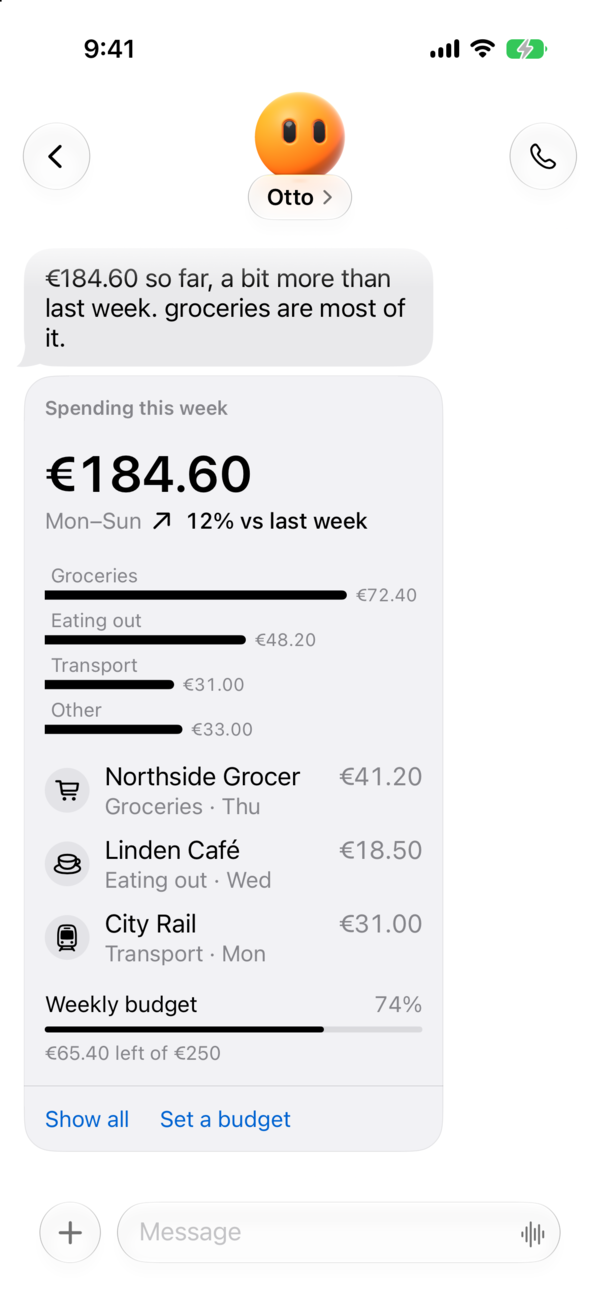 9:41
Otto
€184.60 so far, a bit more than
last week. groceries are most of
it.
Spending this week
€184.60
Mon–Sun 12% vs last week
Groceries
€72.40
Eating out
€48.20
Transport
€31.00
Other
€33.00
Northside Grocer €41.20
Groceries · Thu
Linden Café €18.50
Eating out · Wed
City Rail €31.00
Transport · Mon
Weekly budget 74%
€65.40 left of €250
Show all Set a budget
Message